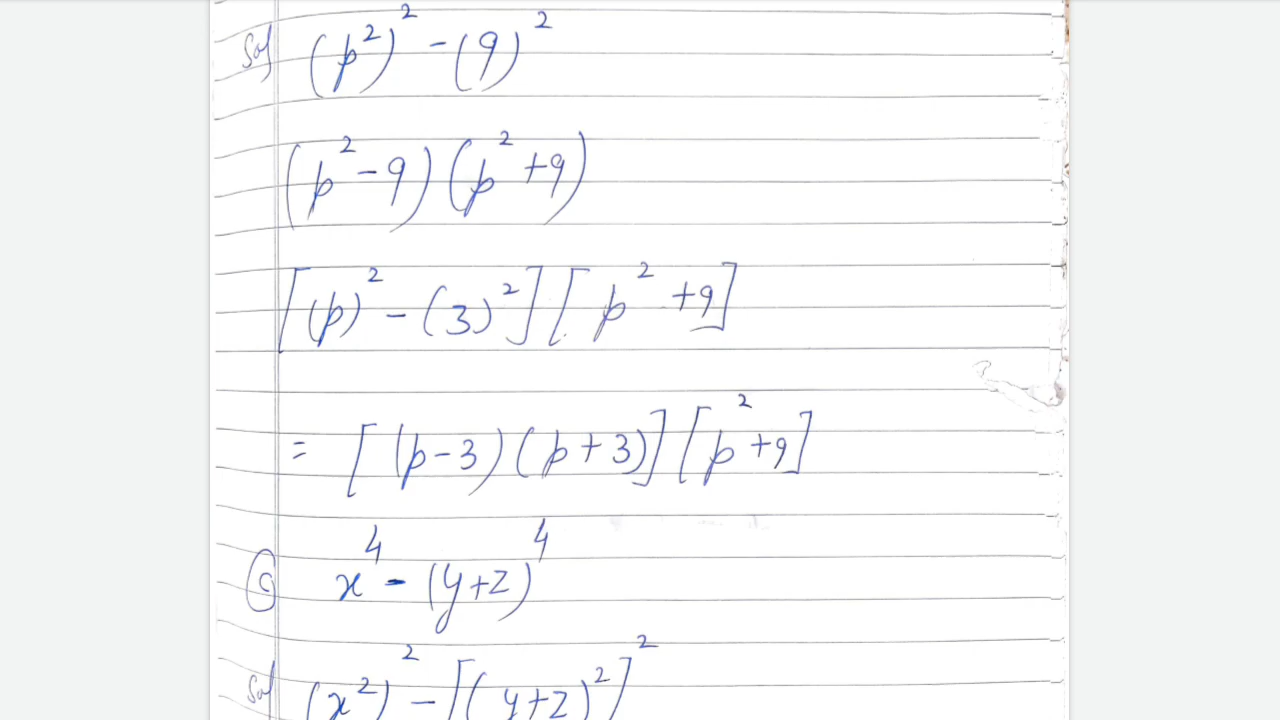 Sol (p²)² - (9)²
(p² - 9) (p² + 9)
[(p)² - (3)²] [p² + 9]
= [(p - 3) (p + 3)] [p² + 9]
x⁴ - (y + z)⁴
Sol (x²)² - [(y + z)²]²